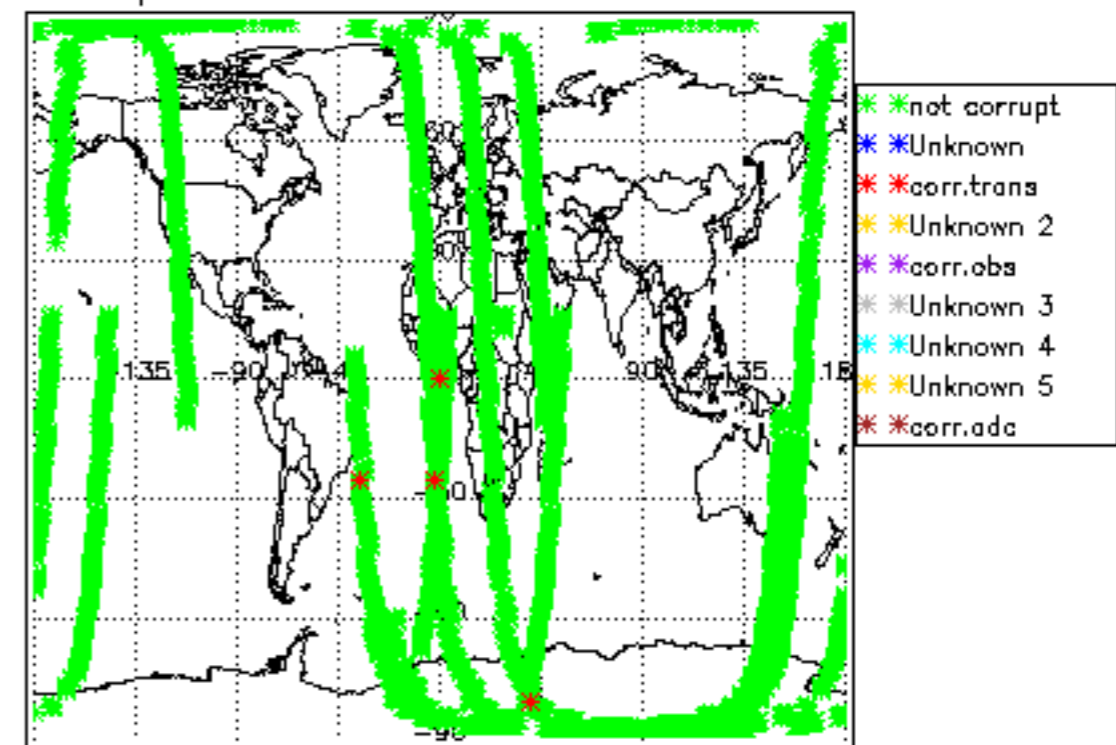 60
-135
-90
90
135
-90
not corrupt
Unknown
corr.trans
Unknown 2
corr.obs
Unknown 3
Unknown 4
Unknown 5
corr.adc